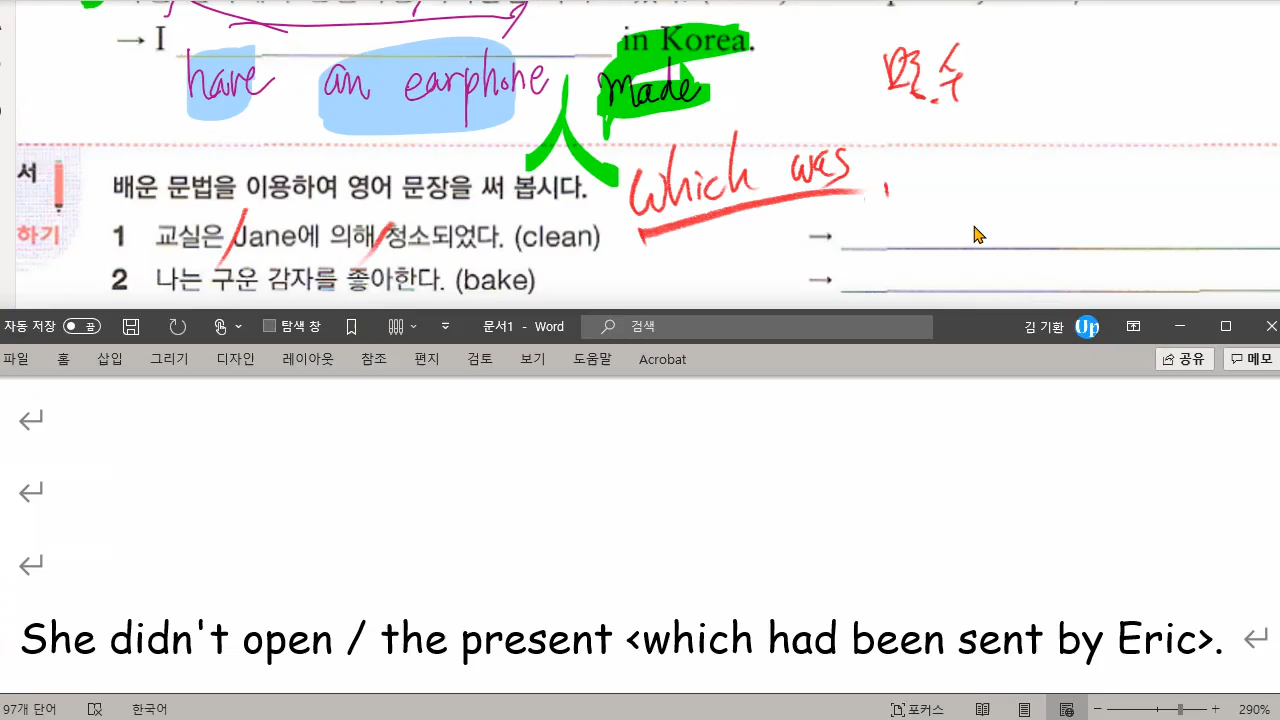 → I ____ in Korea.
have an earphone made
which was
서
배운 문법을 이용하여 영어 문장을 써 봅시다.
하기
1 교실은 Jane에 의해 청소되었다. (clean) →
2 나는 구운 감자를 좋아한다. (bake) →
자동 저장 끔 탐색 창 문서1 - Word 검색 김 기환 Up
파일 홈 삽입 그리기 디자인 레이아웃 참조 편지 검토 보기 도움말 Acrobat 공유 메모
She didn't open / the present <which had been sent by Eric>.
97개 단어 한국어 포커스 290%